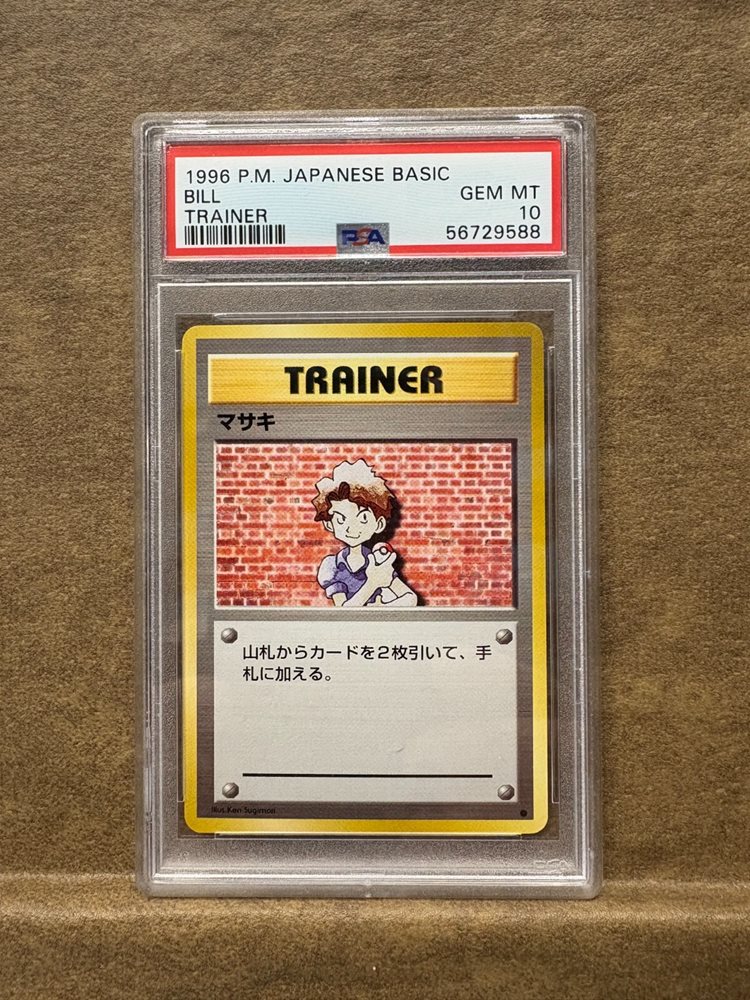 1996 P.M. JAPANESE BASIC
BILL GEM MT
TRAINER 10
56729588
PSA
TRAINER
マサキ
山札からカードを2枚引いて、手
札に加える。
Illus. Ken Sugimori